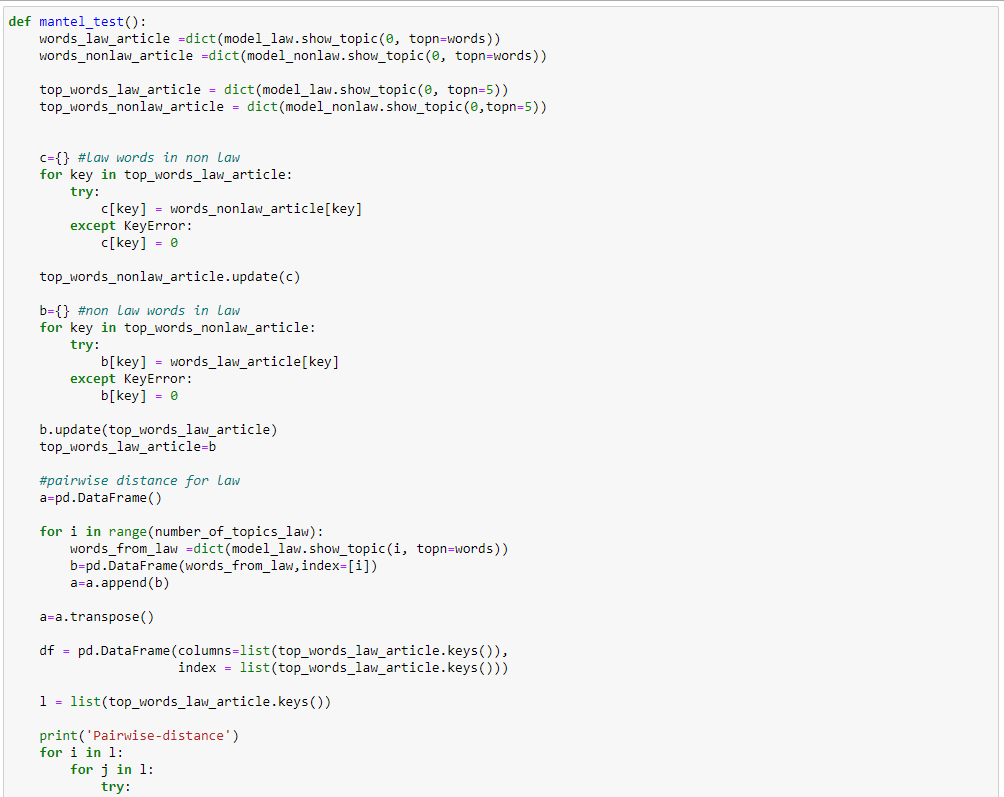 def mantel_test():
    words_law_article =dict(model_law.show_topic(0, topn=words))
    words_nonlaw_article =dict(model_nonlaw.show_topic(0, topn=words))

    top_words_law_article = dict(model_law.show_topic(0, topn=5))
    top_words_nonlaw_article = dict(model_nonlaw.show_topic(0,topn=5))


    c={} #law words in non law
    for key in top_words_law_article:
        try:
            c[key] = words_nonlaw_article[key]
        except KeyError:
            c[key] = 0

    top_words_nonlaw_article.update(c)

    b={} #non law words in law
    for key in top_words_nonlaw_article:
        try:
            b[key] = words_law_article[key]
        except KeyError:
            b[key] = 0

    b.update(top_words_law_article)
    top_words_law_article=b

    #pairwise distance for law
    a=pd.DataFrame()

    for i in range(number_of_topics_law):
        words_from_law =dict(model_law.show_topic(i, topn=words))
        b=pd.DataFrame(words_from_law,index=[i])
        a=a.append(b)

    a=a.transpose()

    df = pd.DataFrame(columns=list(top_words_law_article.keys()),
                      index = list(top_words_law_article.keys()))

    l = list(top_words_law_article.keys())

    print('Pairwise-distance')
    for i in l:
        for j in l:
            try: